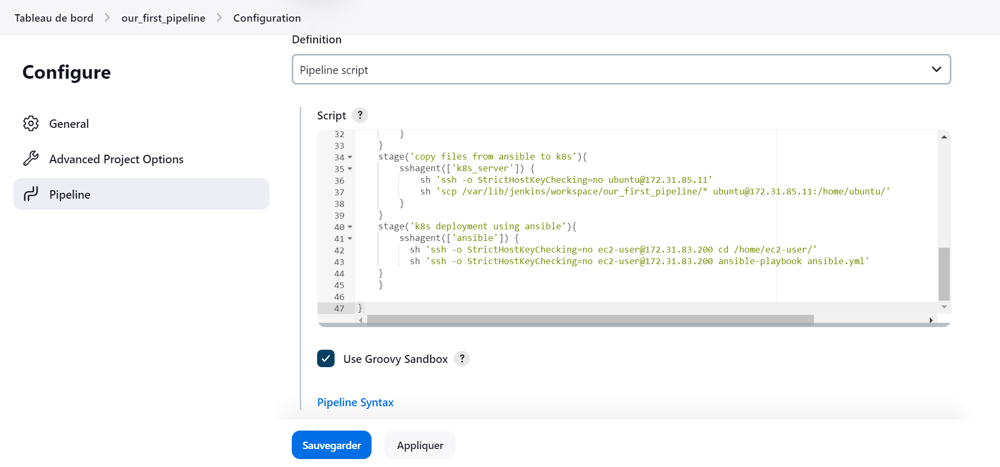 Tableau de bord > our_first_pipeline > Configuration
Configure
General
Advanced Project Options
Pipeline
Definition
Pipeline script
Script ?
32 }
33 }
34 stage('copy files from ansible to k8s'){
35 sshagent(['k8s_server']) {
36 sh 'ssh -o StrictHostKeyChecking=no ubuntu@172.31.85.11'
37 sh 'scp /var/lib/jenkins/workspace/our_first_pipeline/* ubuntu@172.31.85.11:/home/ubuntu/'
38 }
39 }
40 stage('k8s deployment using ansible'){
41 sshagent(['ansible']) {
42 sh 'ssh -o StrictHostKeyChecking=no ec2-user@172.31.83.200 cd /home/ec2-user/'
43 sh 'ssh -o StrictHostKeyChecking=no ec2-user@172.31.83.200 ansible-playbook ansible.yml'
44 }
45 }
46
47 }
Use Groovy Sandbox ?
Pipeline Syntax
Sauvegarder
Appliquer